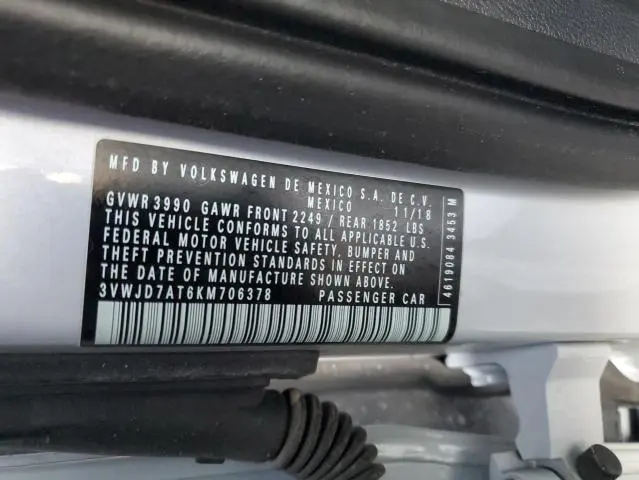 MFD BY VOLKSWAGEN DE MEXICO S.A. DE C.V.
MEXICO 11/18
GVWR 3990 GAWR FRONT 2249 / REAR 1852 LBS
THIS VEHICLE CONFORMS TO ALL APPLICABLE U.S.
FEDERAL MOTOR VEHICLE SAFETY, BUMPER AND
THEFT PREVENTION STANDARDS IN EFFECT ON
THE DATE OF MANUFACTURE SHOWN ABOVE.
3VWJD7AT6KM706378 PASSENGER CAR
4619084 3453 M